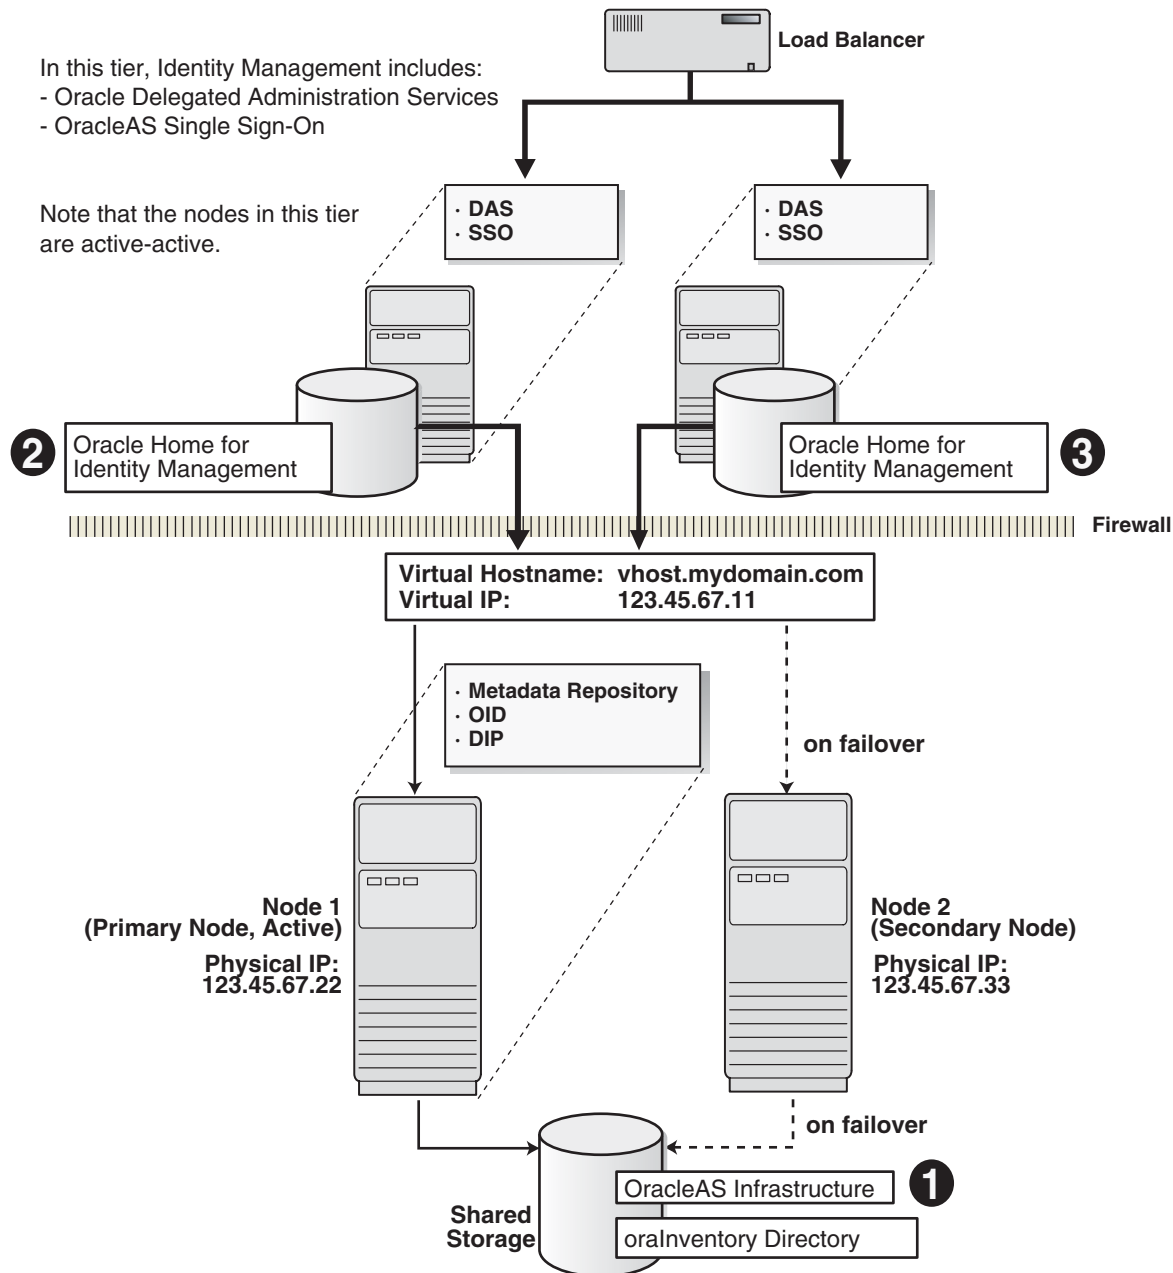 Load Balancer
In this tier, Identity Management includes:
- Oracle Delegated Administration Services
- OracleAS Single Sign-On
Note that the nodes in this tier
are active-active.
· DAS
· SSO
· DAS
· SSO
2
Oracle Home for
Identity Management
Oracle Home for
Identity Management
3
Firewall
Virtual Hostname: vhost.mydomain.com
Virtual IP: 123.45.67.11
· Metadata Repository
· OID
· DIP
on failover
Node 1
(Primary Node, Active)
Physical IP:
123.45.67.22
Node 2
(Secondary Node)
Physical IP:
123.45.67.33
on failover
Shared
Storage
OracleAS Infrastructure
1
oraInventory Directory